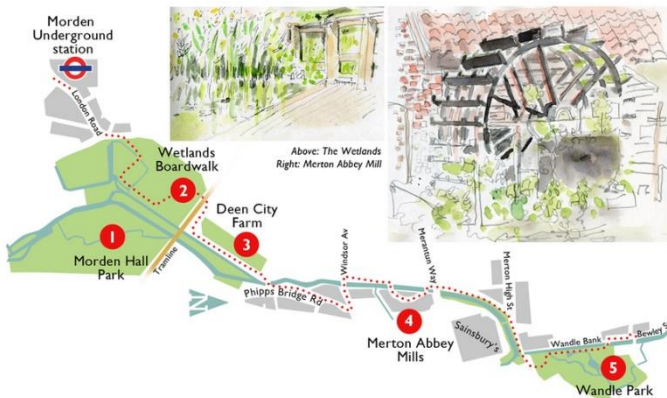 Morden
Underground
station
London Road
Above: The Wetlands
Right: Merton Abbey Mill
Wetlands
Boardwalk
2
1
Morden Hall
Park
Tramline
Deen City
Farm
3
N
Phipps Bridge Rd
Windsor Av
Merantun Way
4
Merton Abbey
Mills
Merton High St
Sainsbury's
Wandle Bank
Bewley S
5
Wandle Park